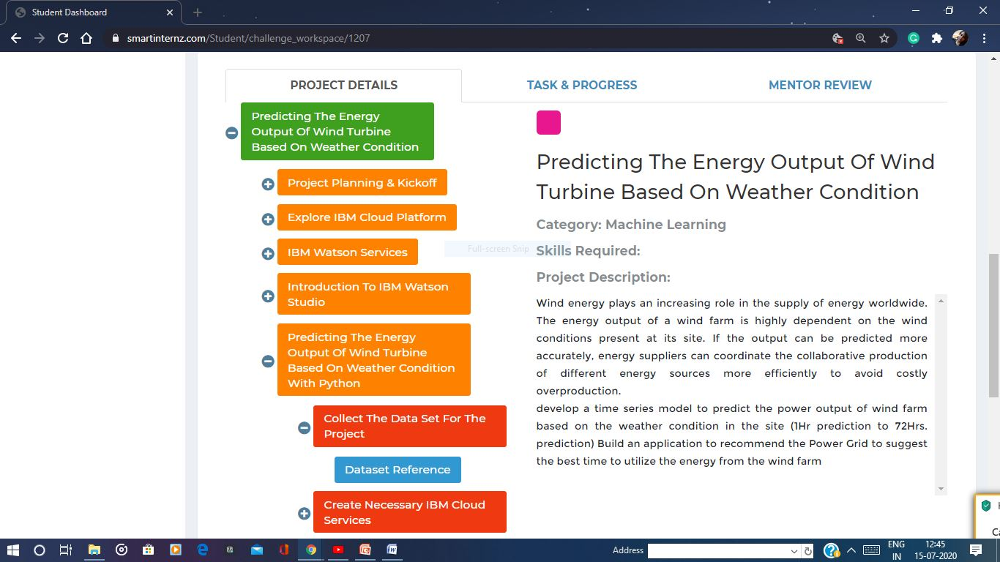 Student Dashboard
smartinternz.com/Student/challenge_workspace/1207
PROJECT DETAILS
TASK & PROGRESS
MENTOR REVIEW
Predicting The Energy
Output Of Wind Turbine
Based On Weather Condition
Project Planning & Kickoff
Explore IBM Cloud Platform
IBM Watson Services
Introduction To IBM Watson
Studio
Predicting The Energy
Output Of Wind Turbine
Based On Weather Condition
With Python
Collect The Data Set For The
Project
Dataset Reference
Create Necessary IBM Cloud
Services
Full-screen Snip
Predicting The Energy Output Of Wind
Turbine Based On Weather Condition
Category: Machine Learning
Skills Required:
Project Description:
Wind energy plays an increasing role in the supply of energy worldwide.
The energy output of a wind farm is highly dependent on the wind
conditions present at its site. If the output can be predicted more
accurately, energy suppliers can coordinate the collaborative production
of different energy sources more efficiently to avoid costly
overproduction.
develop a time series model to predict the power output of wind farm
based on the weather condition in the site (1Hr prediction to 72Hrs.
prediction) Build an application to recommend the Power Grid to suggest
the best time to utilize the energy from the wind farm
Address
ENG
IN
12:45
15-07-2020